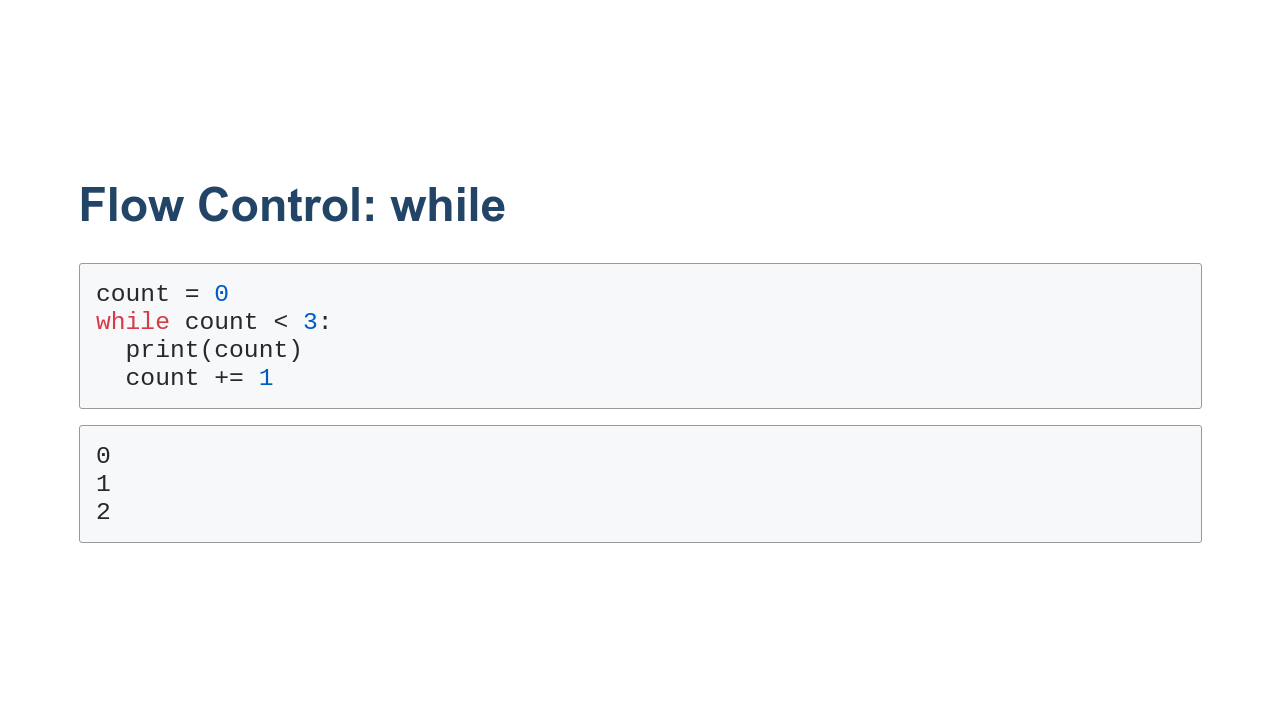 Flow Control: while
count = 0
while count < 3:
  print(count)
  count += 1
0
1
2